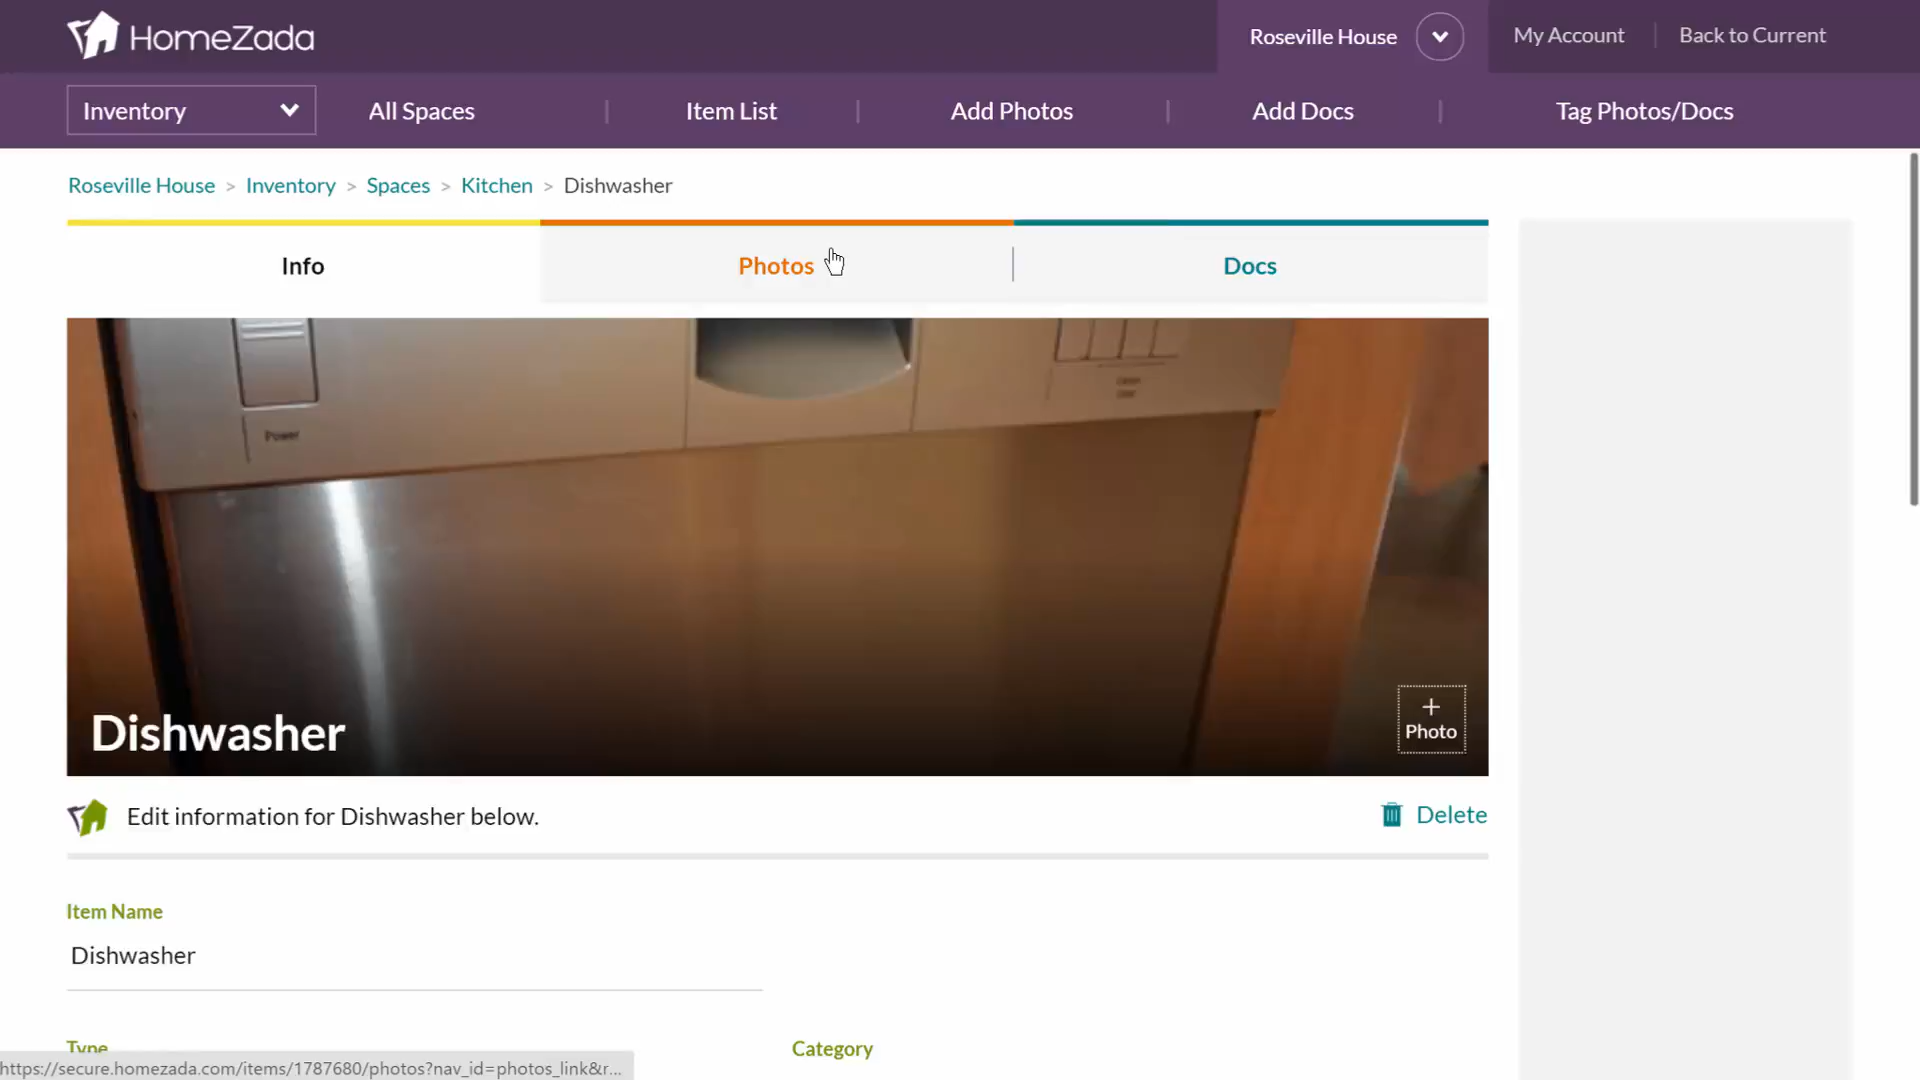 HomeZada
Roseville House
My Account
Back to Current
Inventory
All Spaces
Item List
Add Photos
Add Docs
Tag Photos/Docs
Roseville House > Inventory > Spaces > Kitchen > Dishwasher
Info
Photos
Docs
Power
Dishwasher
+
Photo
Edit information for Dishwasher below.
Delete
Item Name
Dishwasher
Type
Category
https://secure.homezada.com/items/1787680/photos?nav_id=photos_link&r...